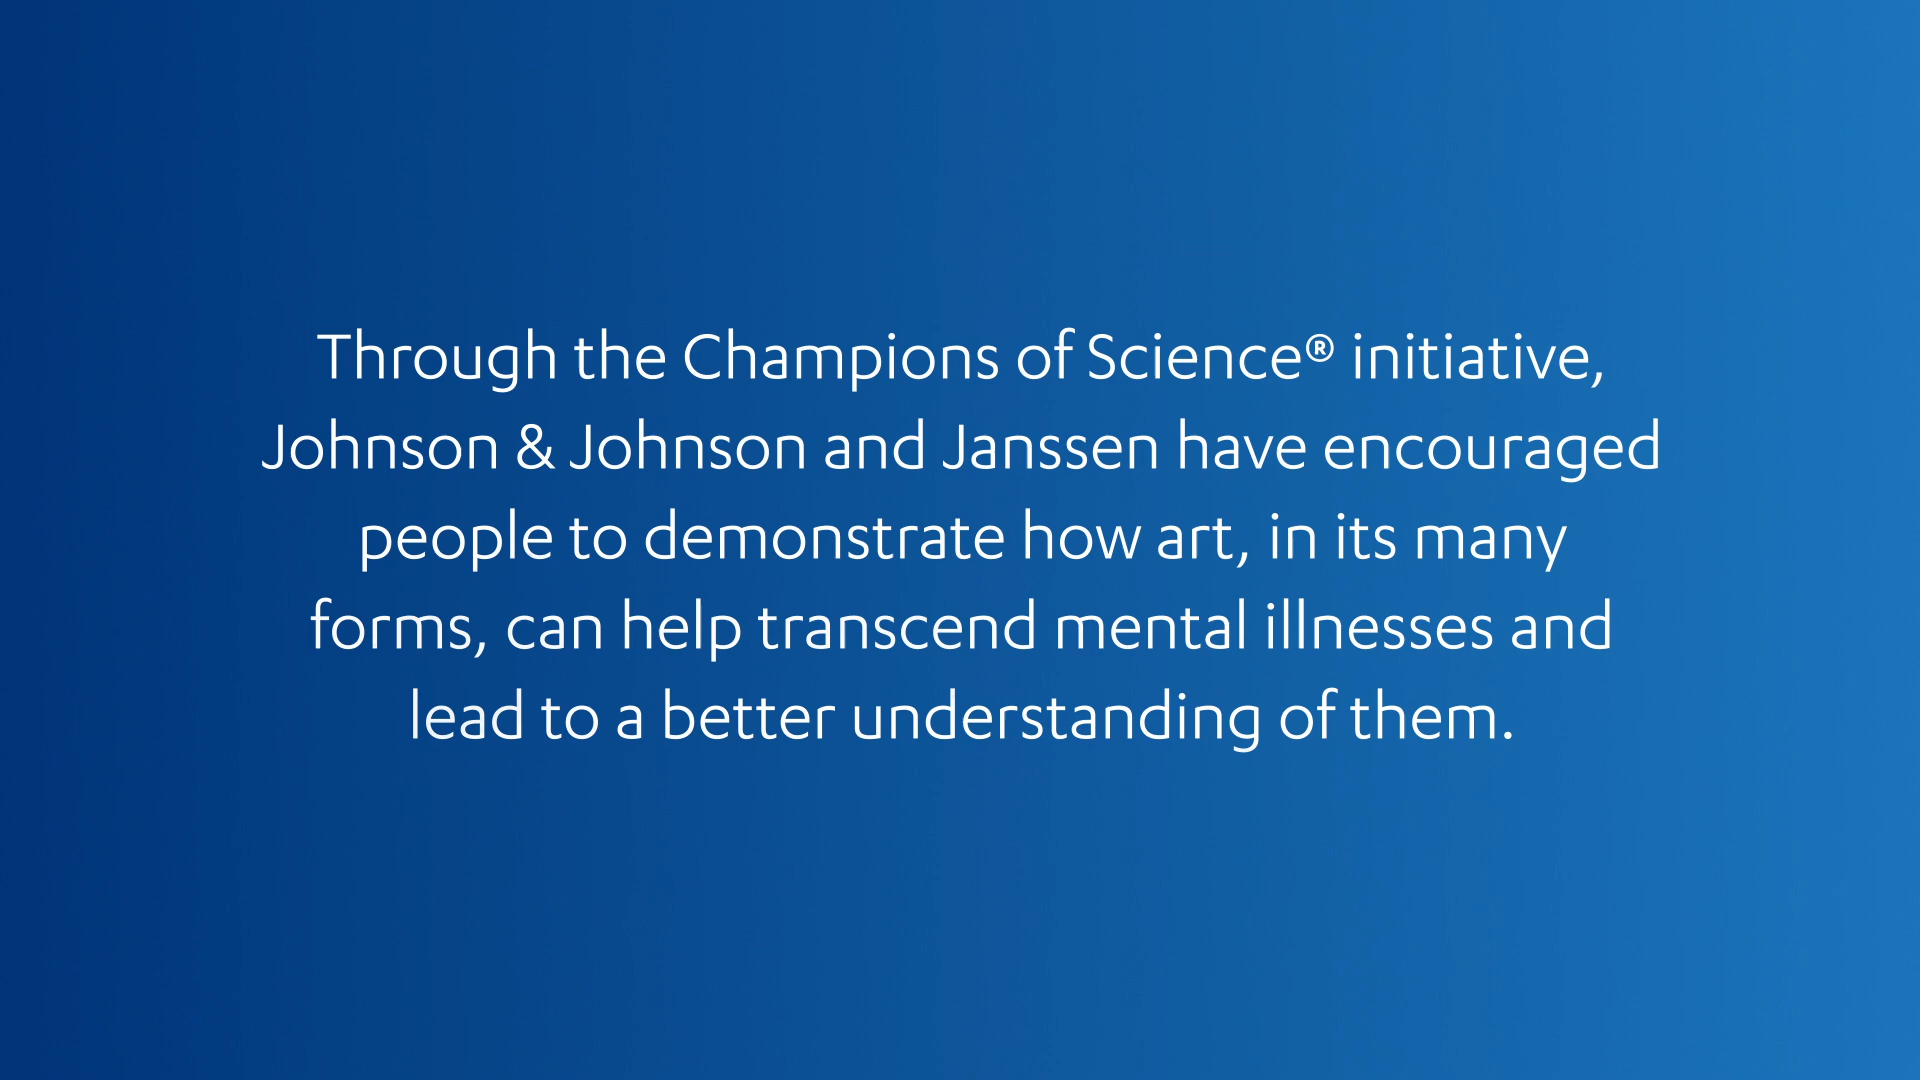 Through the Champions of Science® initiative,
Johnson & Johnson and Janssen have encouraged
people to demonstrate how art, in its many
forms, can help transcend mental illnesses and
lead to a better understanding of them.